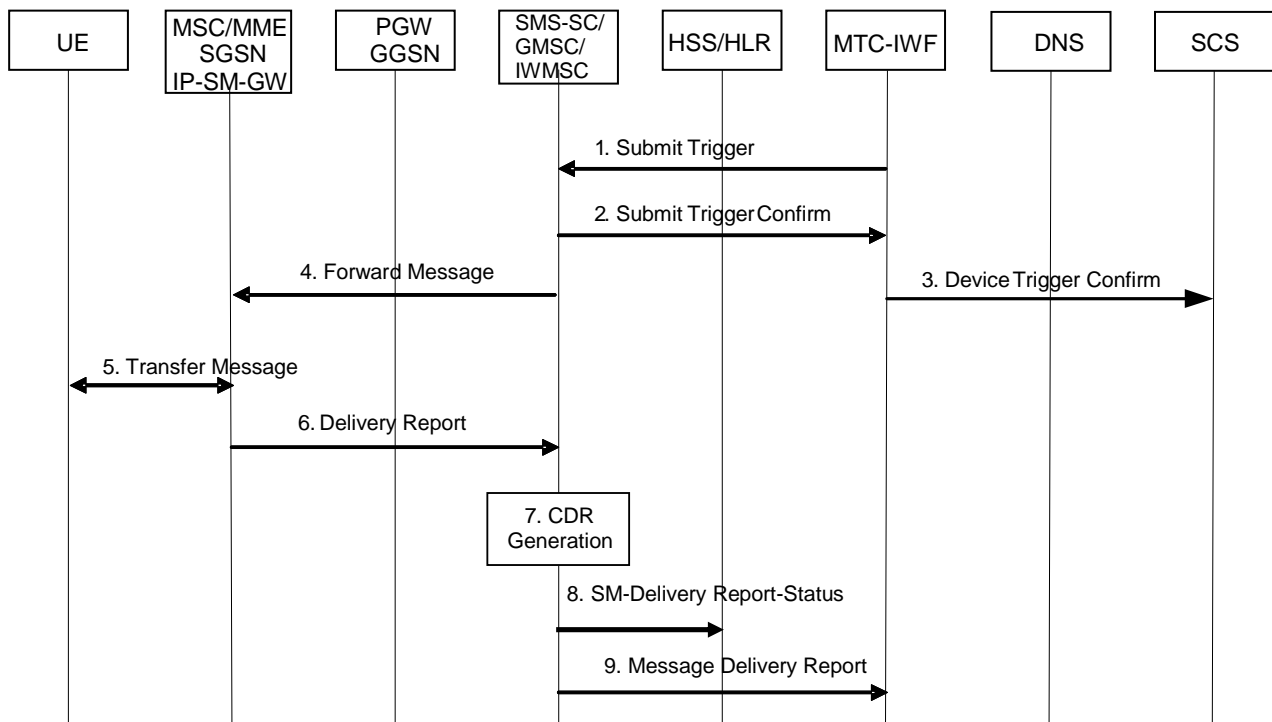 UE
MSC/MME
SGSN
IP-SM-GW
PGW
GGSN
SMS-SC/
GMSC/
IWMSC
HSS/HLR
MTC-IWF
DNS
SCS
1. Submit Trigger
2. Submit Trigger Confirm
4. Forward Message
3. Device Trigger Confirm
5. Transfer Message
6. Delivery Report
7. CDR
Generation
8. SM-Delivery Report-Status
9. Message Delivery Report